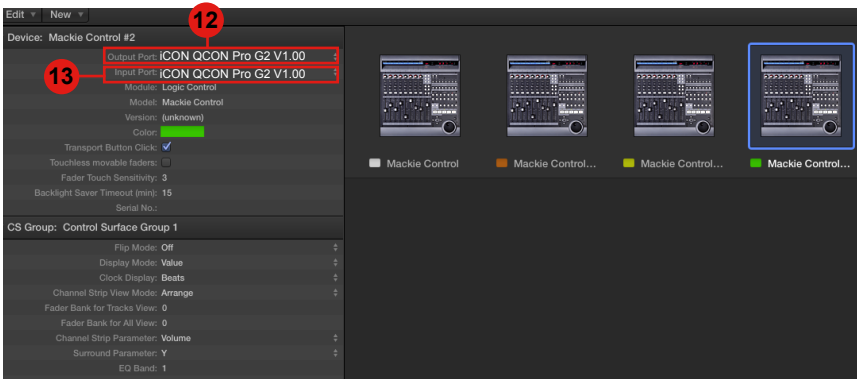 Edit New
12
Device: Mackie Control #2
Output Port: iCON QCON Pro G2 V1.00
13
Input Port: iCON QCON Pro G2 V1.00
Module: Logic Control
Model: Mackie Control
Version: (unknown)
Color:
Transport Button Click:
Touchless movable faders:
Fader Touch Sensitivity: 3
Backlight Saver Timeout (min): 15
Serial No.:
CS Group: Control Surface Group 1
Flip Mode: Off
Display Mode: Value
Clock Display: Beats
Channel Strip View Mode: Arrange
Fader Bank for Tracks View: 0
Fader Bank for All View: 0
Channel Strip Parameter: Volume
Surround Parameter: Y
EQ Band: 1
Mackie Control
Mackie Control...
Mackie Control...
Mackie Control...